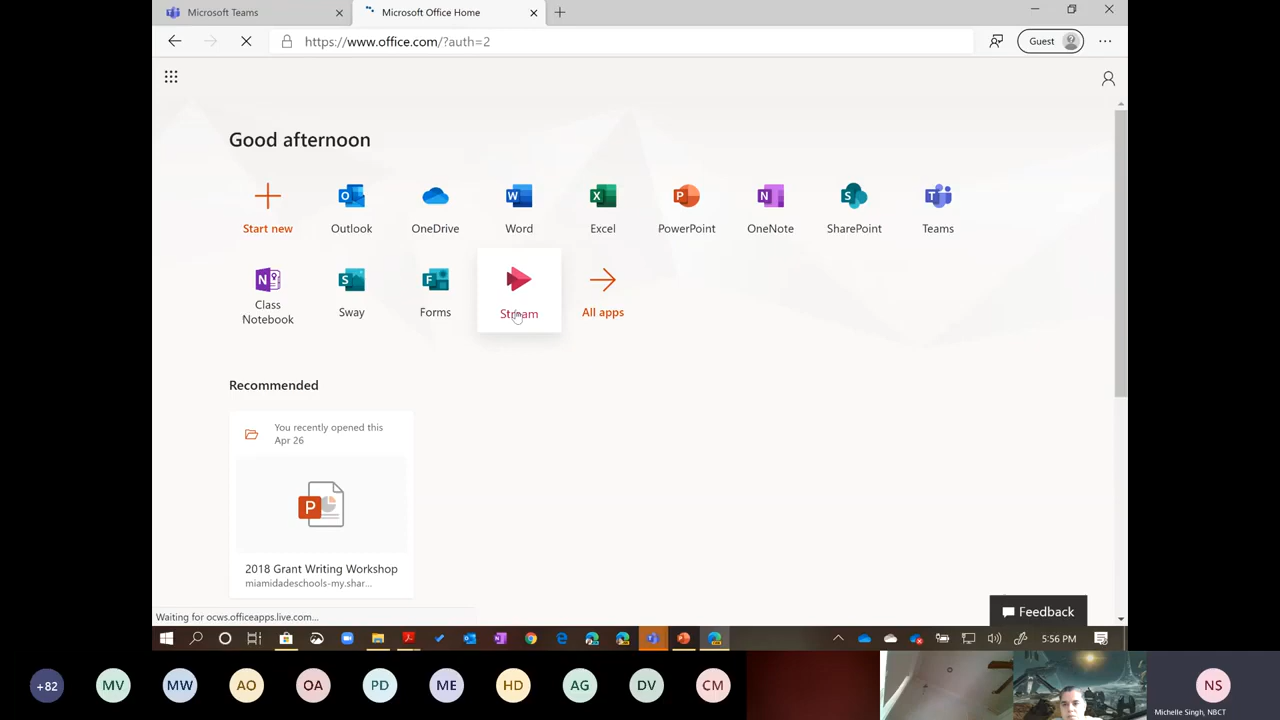 Microsoft Teams
Microsoft Office Home
https://www.office.com/?auth=2
Guest
Good afternoon
Start new
Outlook
OneDrive
Word
Excel
PowerPoint
OneNote
SharePoint
Teams
Class
Notebook
Sway
Forms
Stream
All apps
Recommended
You recently opened this
Apr 26
2018 Grant Writing Workshop
miamidadeschools-my.shar...
Feedback
Waiting for ocws.officeapps.live.com...
5:56 PM
+82
MV
MW
AO
OA
PD
ME
HD
AG
DV
CM
NS
Michelle Singh, NBCT